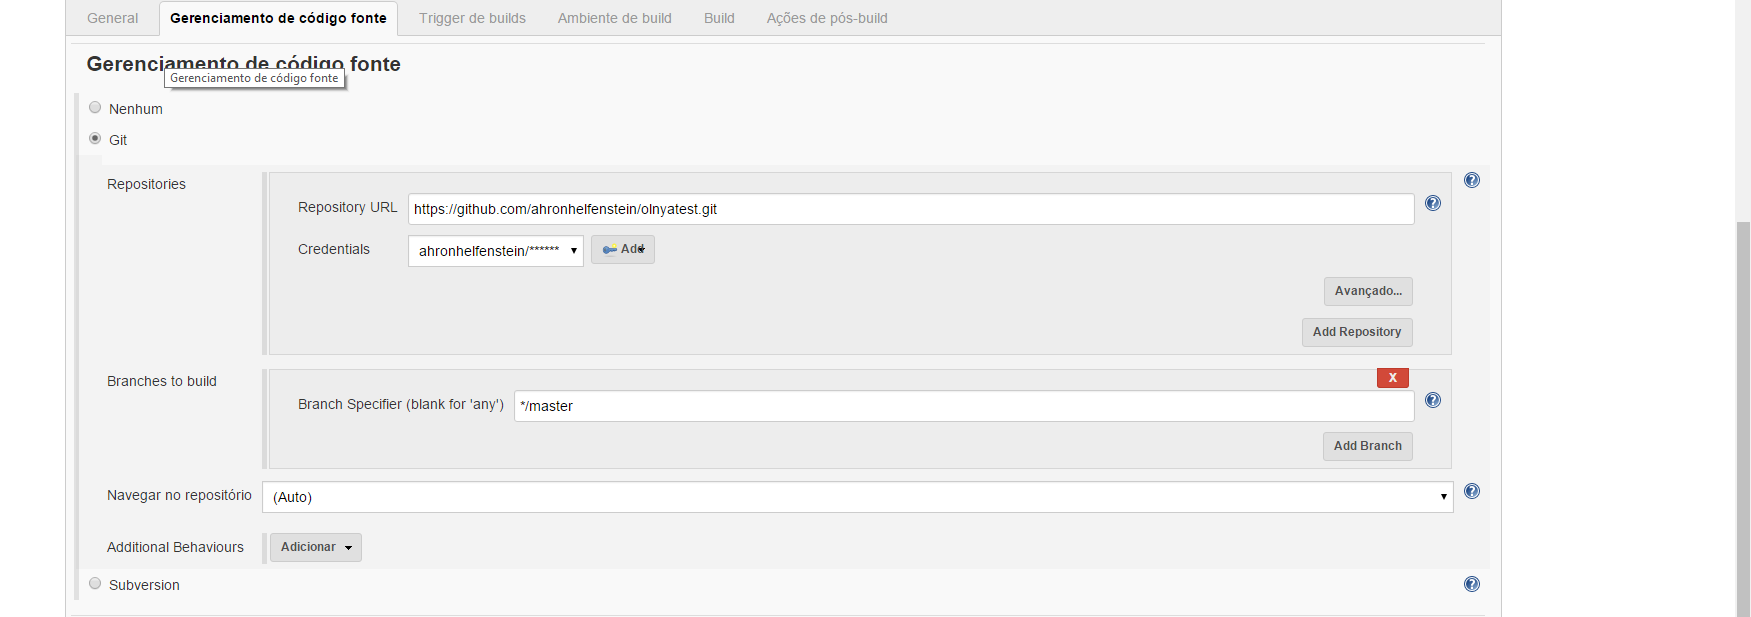 General Gerenciamento de código fonte Trigger de builds Ambiente de build Build Ações de pós-build
Gerenciamento de código fonte
Gerenciamento de código fonte
Nenhum
Git
Repositories
Repository URL https://github.com/ahronhelfenstein/olnyatest.git
Credentials ahronhelfenstein/****** Add
Avançado...
Add Repository
Branches to build
X
Branch Specifier (blank for 'any') */master
Add Branch
Navegar no repositório (Auto)
Additional Behaviours Adicionar
Subversion